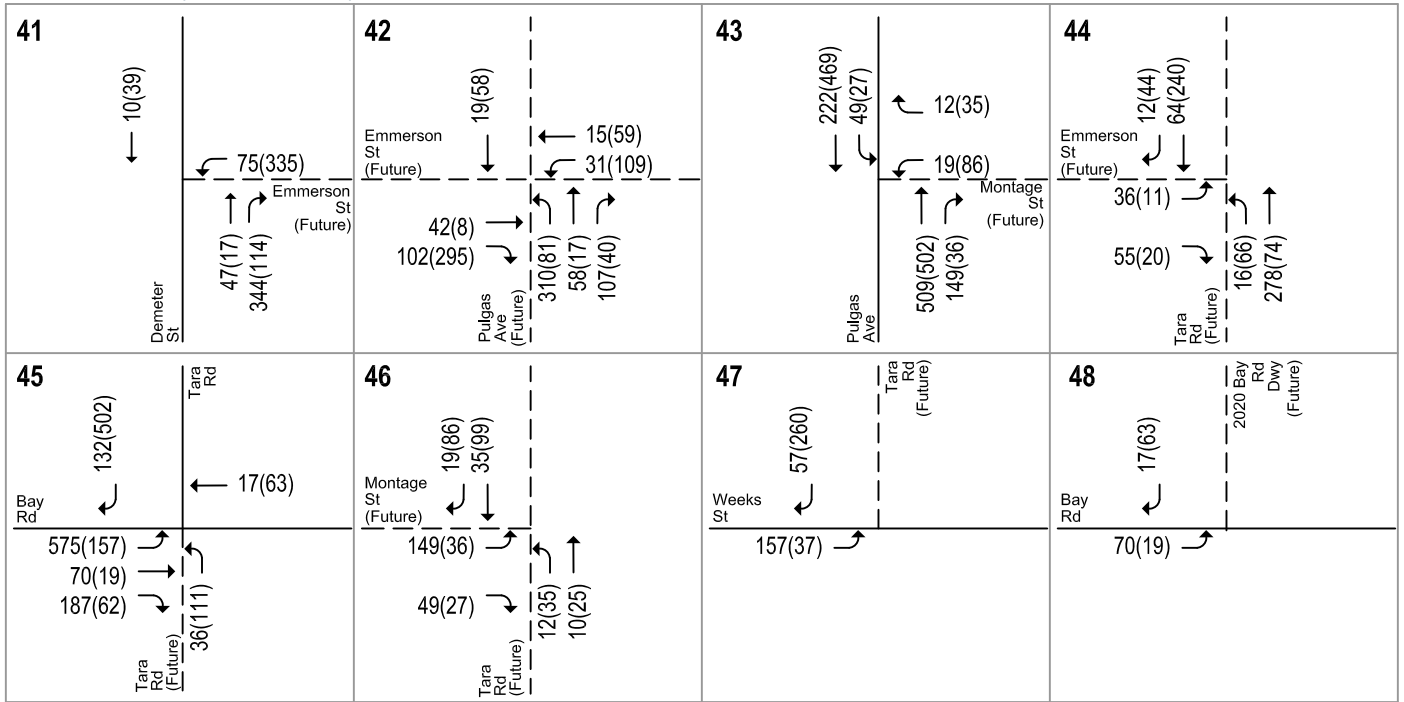 41
10(39)
75(335)
Emmerson
St
(Future)
47(17)
344(114)
Demeter
St
42
19(58)
Emmerson
St
(Future)
15(59)
31(109)
42(8)
102(295)
310(81)
58(17)
107(40)
Pulgas
Ave
(Future)
43
222(469)
49(27)
12(35)
19(86)
Montage
St
(Future)
509(502)
149(36)
Pulgas
Ave
44
12(44)
64(240)
Emmerson
St
(Future)
36(11)
55(20)
16(66)
278(74)
Tara
Rd
(Future)
45
Tara
Rd
132(502)
17(63)
Bay
Rd
575(157)
70(19)
187(62)
36(111)
Tara
Rd
(Future)
46
19(86)
35(99)
Montage
St
(Future)
149(36)
49(27)
12(35)
10(25)
Tara
Rd
(Future)
47
Tara
Rd
(Future)
57(260)
Weeks
St
157(37)
48
2020 Bay
Rd
Dwy
(Future)
17(63)
Bay
Rd
70(19)